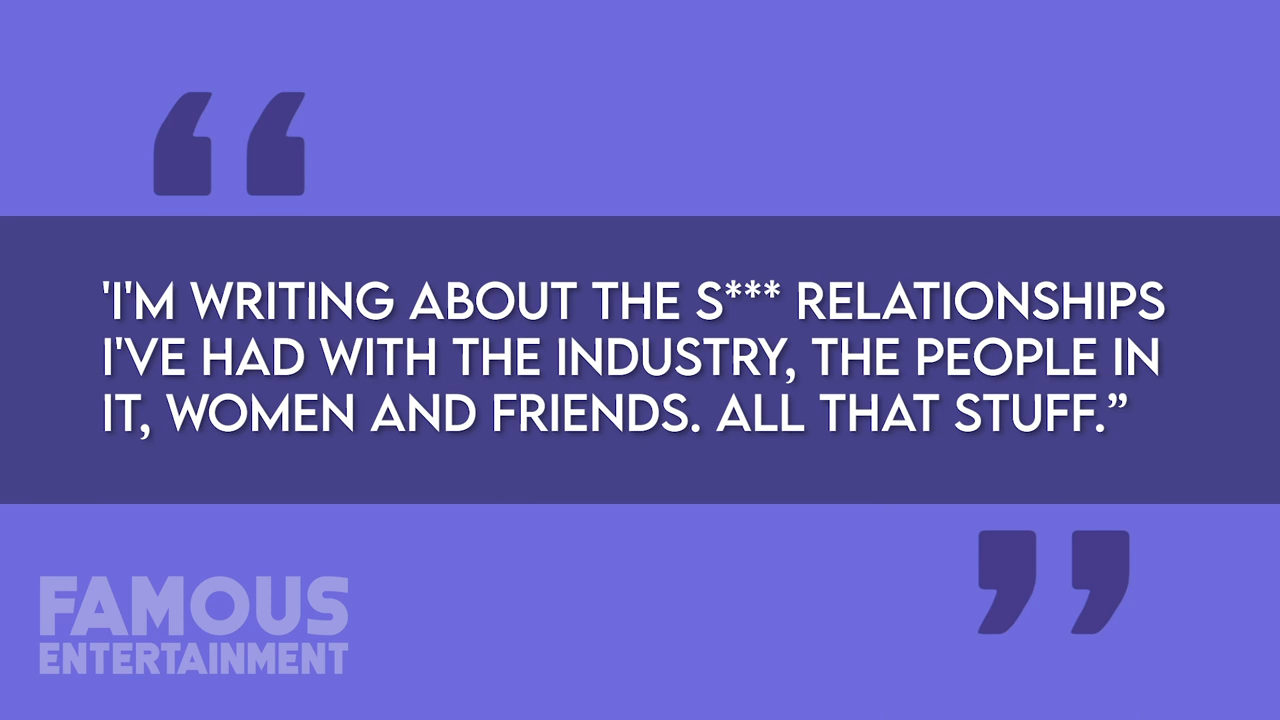 'I'M WRITING ABOUT THE S*** RELATIONSHIPS
I'VE HAD WITH THE INDUSTRY, THE PEOPLE IN
IT, WOMEN AND FRIENDS. ALL THAT STUFF.”
FAMOUS
ENTERTAINMENT